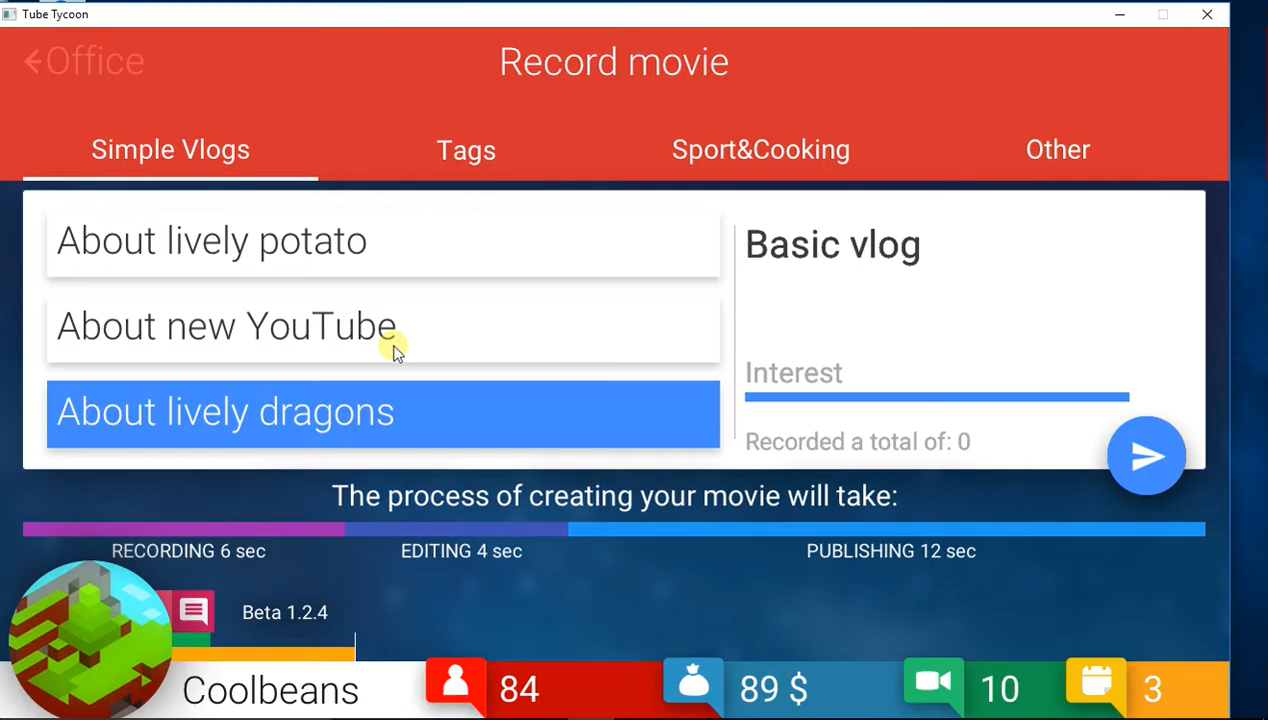 Tube Tycoon
Office
Record movie
Simple Vlogs
Tags
Sport&Cooking
Other
About lively potato
About new YouTube
About lively dragons
Basic vlog
Interest
Recorded a total of: 0
The process of creating your movie will take:
RECORDING 6 sec
EDITING 4 sec
PUBLISHING 12 sec
Beta 1.2.4
Coolbeans
84
89 $
10
3